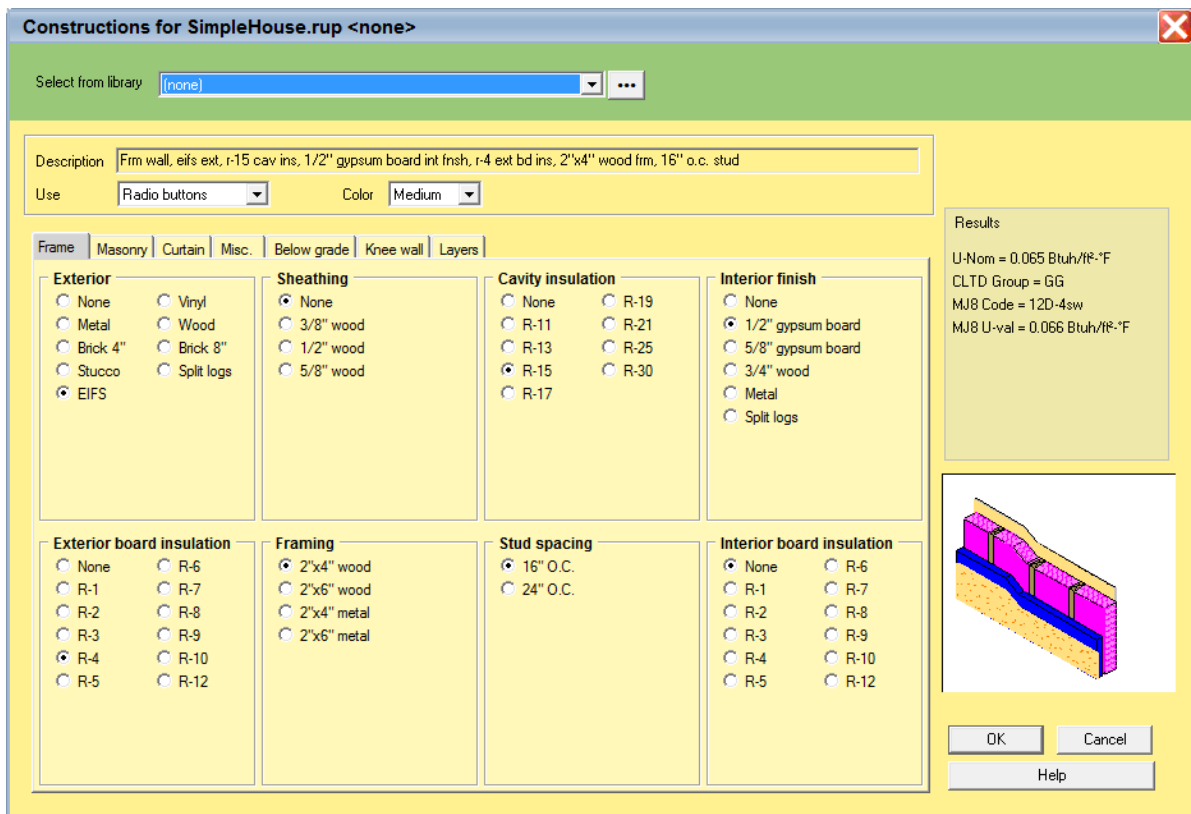 Constructions for SimpleHouse.rup <none>
Select from library (none) ...
Description Frm wall, eifs ext, r-15 cav ins, 1/2" gypsum board int fnsh, r-4 ext bd ins, 2"x4" wood frm, 16" o.c. stud
Use Radio buttons Color Medium
Frame Masonry Curtain Misc. Below grade Knee wall Layers
Exterior
None Vinyl
Metal Wood
Brick 4" Brick 8"
Stucco Split logs
EIFS
Sheathing
None
3/8" wood
1/2" wood
5/8" wood
Cavity insulation
None R-19
R-11 R-21
R-13 R-25
R-15 R-30
R-17
Interior finish
None
1/2" gypsum board
5/8" gypsum board
3/4" wood
Metal
Split logs
Exterior board insulation
None R-6
R-1 R-7
R-2 R-8
R-3 R-9
R-4 R-10
R-5 R-12
Framing
2"x4" wood
2"x6" wood
2"x4" metal
2"x6" metal
Stud spacing
16" O.C.
24" O.C.
Interior board insulation
None R-6
R-1 R-7
R-2 R-8
R-3 R-9
R-4 R-10
R-5 R-12
Results
U-Nom = 0.065 Btuh/ft²-°F
CLTD Group = GG
MJ8 Code = 12D-4sw
MJ8 U-val = 0.066 Btuh/ft²-°F
OK Cancel
Help